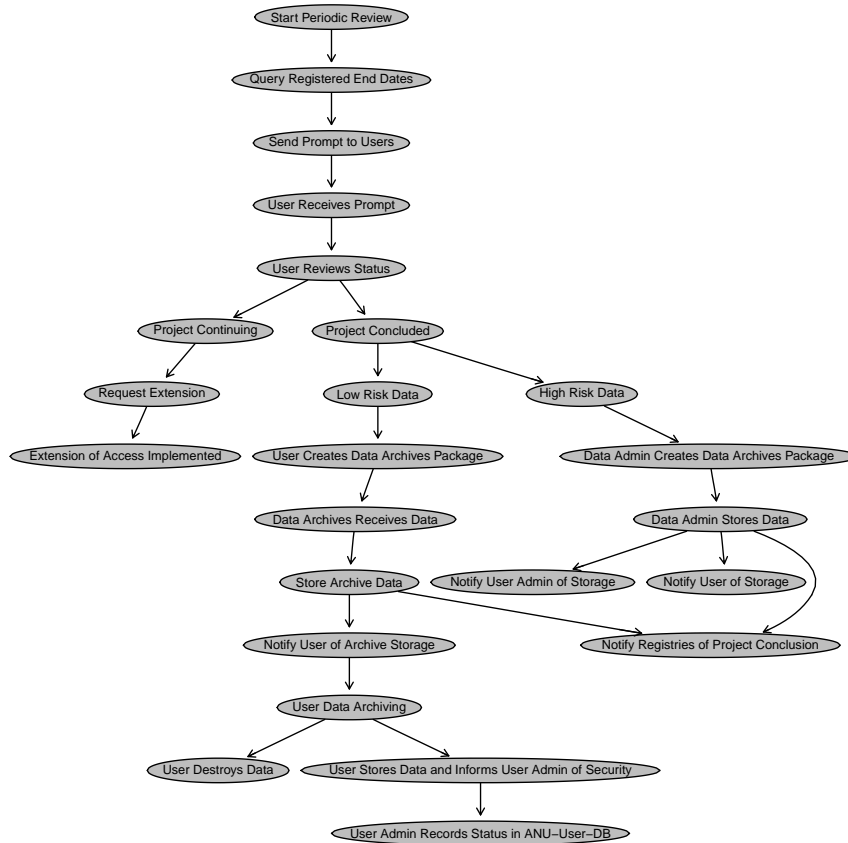 Start Periodic Review
Query Registered End Dates
Send Prompt to Users
User Receives Prompt
User Reviews Status
Project Continuing
Project Concluded
Request Extension
Low Risk Data
High Risk Data
Extension of Access Implemented
User Creates Data Archives Package
Data Admin Creates Data Archives Package
Data Archives Receives Data
Data Admin Stores Data
Store Archive Data
Notify User Admin of Storage
Notify User of Storage
Notify User of Archive Storage
Notify Registries of Project Conclusion
User Data Archiving
User Destroys Data
User Stores Data and Informs User Admin of Security
User Admin Records Status in ANU−User−DB